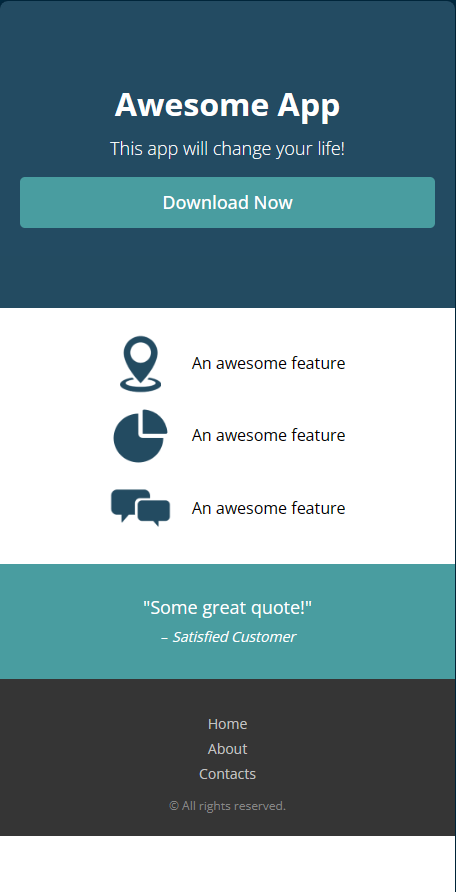 Awesome App
This app will change your life!
Download Now
An awesome feature
An awesome feature
An awesome feature
"Some great quote!"
– Satisfied Customer
Home
About
Contacts
© All rights reserved.